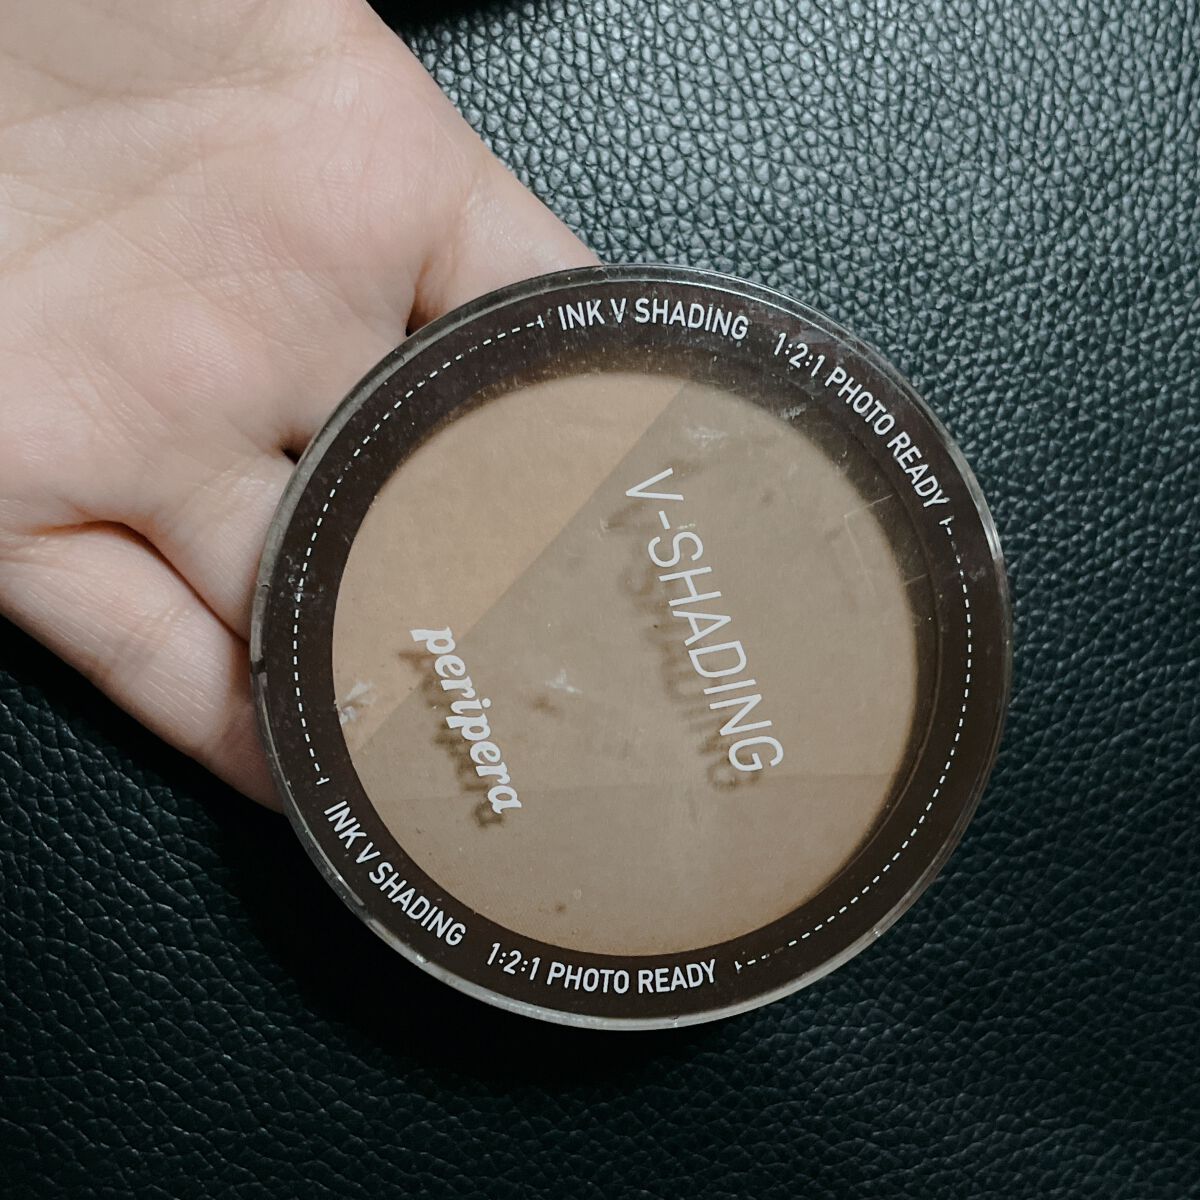 INK V SHADING 1:2:1 PHOTO READY
V-SHADING
peripera
INK V SHADING 1:2:1 PHOTO READY